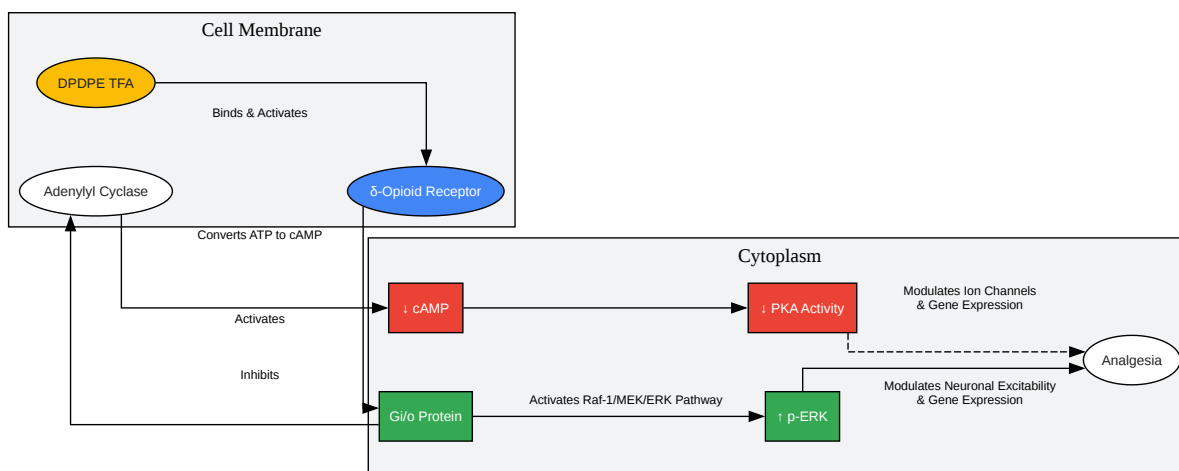 Cell Membrane
DPDPE TFA
Binds & Activates
Adenylyl Cyclase
δ-Opioid Receptor
Converts ATP to cAMP
Cytoplasm
↓ cAMP
↓ PKA Activity
Modulates Ion Channels
& Gene Expression
Activates
Analgesia
Inhibits
Gi/o Protein
Activates Raf-1/MEK/ERK Pathway
↑ p-ERK
Modulates Neuronal Excitability
& Gene Expression